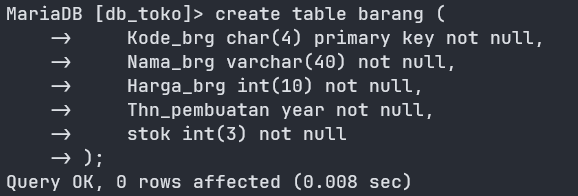 MariaDB [db_toko]> create table barang (
    ->     Kode_brg char(4) primary key not null,
    ->     Nama_brg varchar(40) not null,
    ->     Harga_brg int(10) not null,
    ->     Thn_pembuatan year not null,
    ->     stok int(3) not null
    -> );
Query OK, 0 rows affected (0.008 sec)